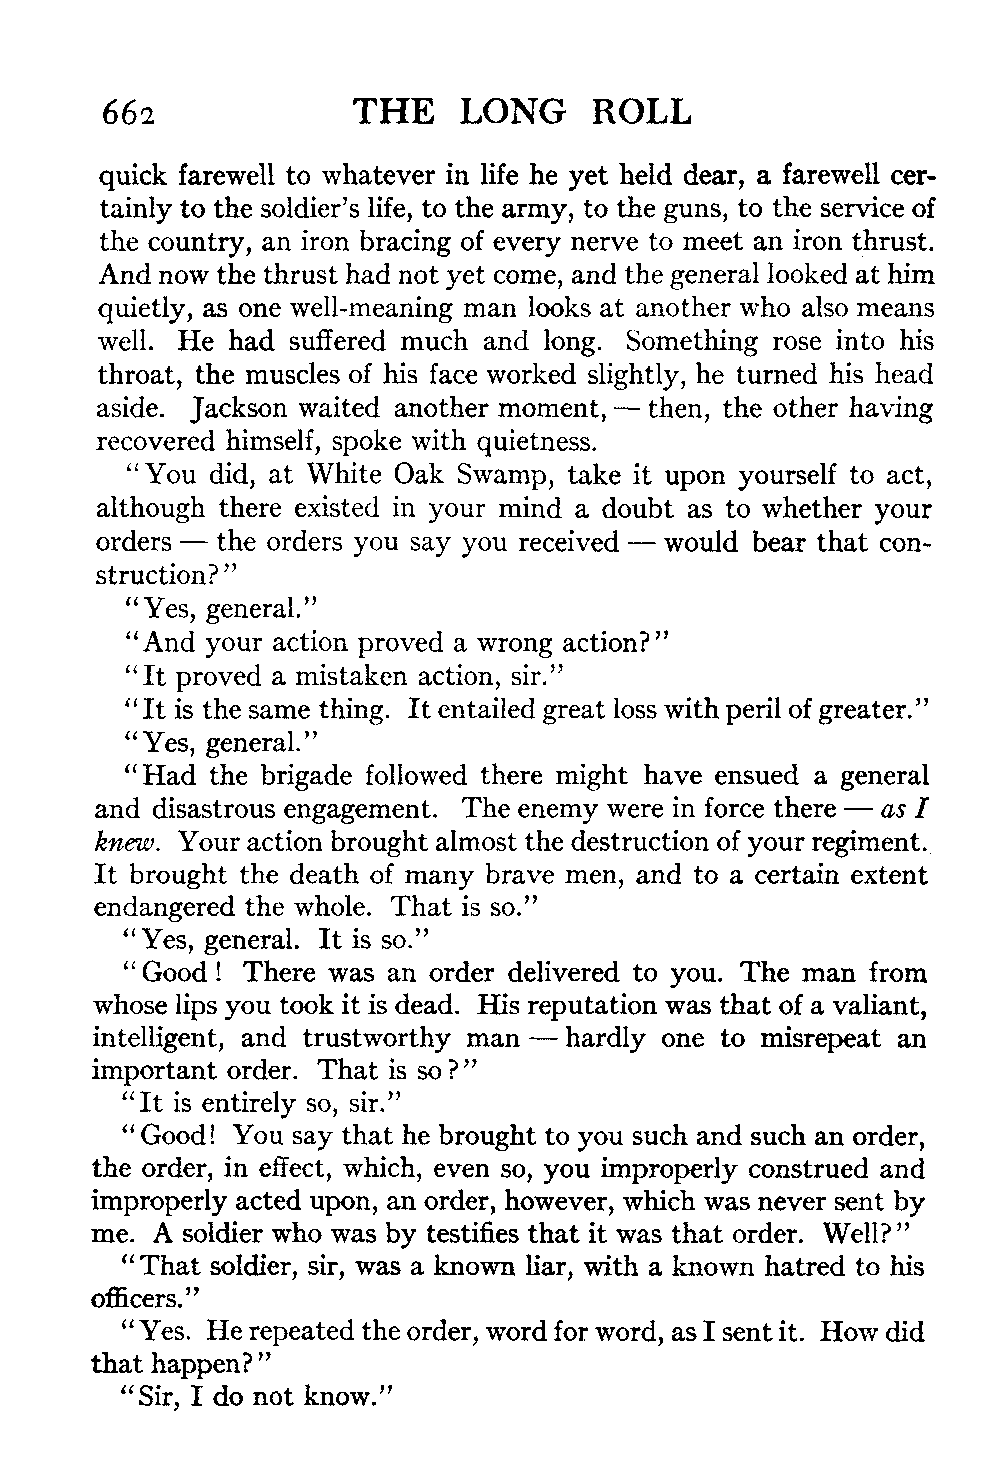 662 THE LONG ROLL
quick farewell to whatever in life he yet held dear, a farewell cer-
tainly to the soldier's life, to the army, to the guns, to the service of
the country, an iron bracing of every nerve to meet an iron thrust.
And now the thrust had not yet come, and the general looked at him
quietly, as one well-meaning man looks at another who also means
well. He had suffered much and long. Something rose into his
throat, the muscles of his face worked slightly, he turned his head
aside. Jackson waited another moment, — then, the other having
recovered himself, spoke with quietness.
"You did, at White Oak Swamp, take it upon yourself to act,
although there existed in your mind a doubt as to whether your
orders — the orders you say you received — would bear that con-
struction?"
"Yes, general."
"And your action proved a wrong action?"
"It proved a mistaken action, sir."
"It is the same thing. It entailed great loss with peril of greater."
"Yes, general."
"Had the brigade followed there might have ensued a general
and disastrous engagement. The enemy were in force there — as I
knew. Your action brought almost the destruction of your regiment.
It brought the death of many brave men, and to a certain extent
endangered the whole. That is so."
"Yes, general. It is so."
"Good! There was an order delivered to you. The man from
whose lips you took it is dead. His reputation was that of a valiant,
intelligent, and trustworthy man — hardly one to misrepeat an
important order. That is so?"
"It is entirely so, sir."
"Good! You say that he brought to you such and such an order,
the order, in effect, which, even so, you improperly construed and
improperly acted upon, an order, however, which was never sent by
me. A soldier who was by testifies that it was that order. Well?"
"That soldier, sir, was a known liar, with a known hatred to his
officers."
"Yes. He repeated the order, word for word, as I sent it. How did
that happen?"
"Sir, I do not know."